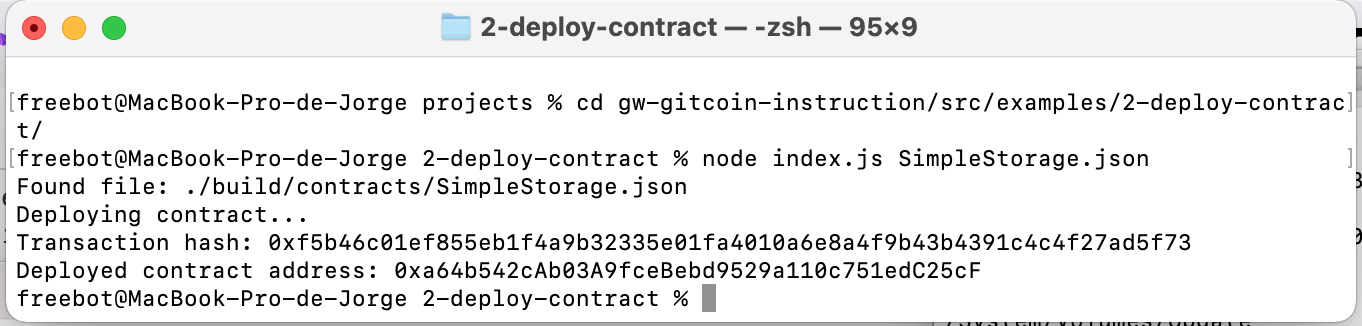 2-deploy-contract — -zsh — 95×9
[freebot@MacBook-Pro-de-Jorge projects % cd gw-gitcoin-instruction/src/examples/2-deploy-contrac]
t/
[freebot@MacBook-Pro-de-Jorge 2-deploy-contract % node index.js SimpleStorage.json ]
Found file: ./build/contracts/SimpleStorage.json
Deploying contract...
Transaction hash: 0xf5b46c01ef855eb1f4a9b32335e01fa4010a6e8a4f9b43b4391c4c4f27ad5f73
Deployed contract address: 0xa64b542cAb03A9fceBebd9529a110c751edC25cF
freebot@MacBook-Pro-de-Jorge 2-deploy-contract %